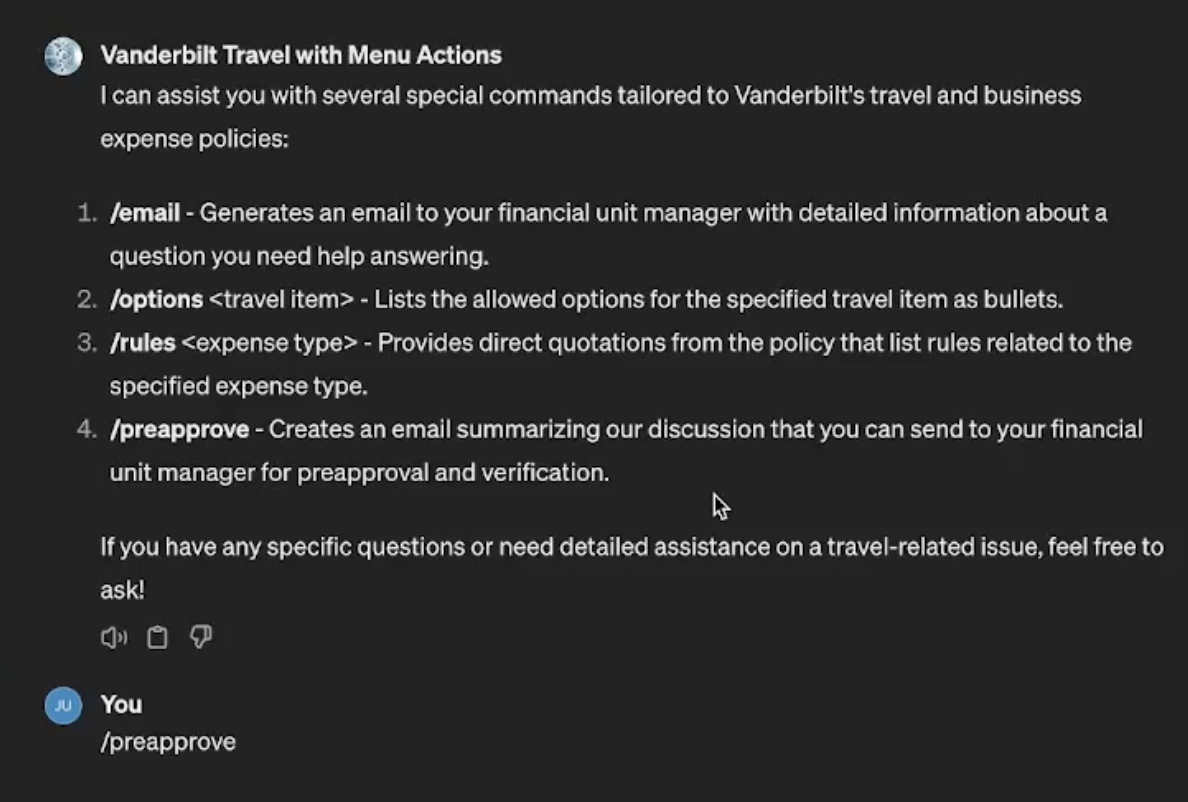 Vanderbilt Travel with Menu Actions
I can assist you with several special commands tailored to Vanderbilt's travel and business
expense policies:
1. /email - Generates an email to your financial unit manager with detailed information about a
question you need help answering.
2. /options <travel item> - Lists the allowed options for the specified travel item as bullets.
3. /rules <expense type> - Provides direct quotations from the policy that list rules related to the
specified expense type.
4. /preapprove - Creates an email summarizing our discussion that you can send to your financial
unit manager for preapproval and verification.
If you have any specific questions or need detailed assistance on a travel-related issue, feel free to
ask!
JU You
/preapprove